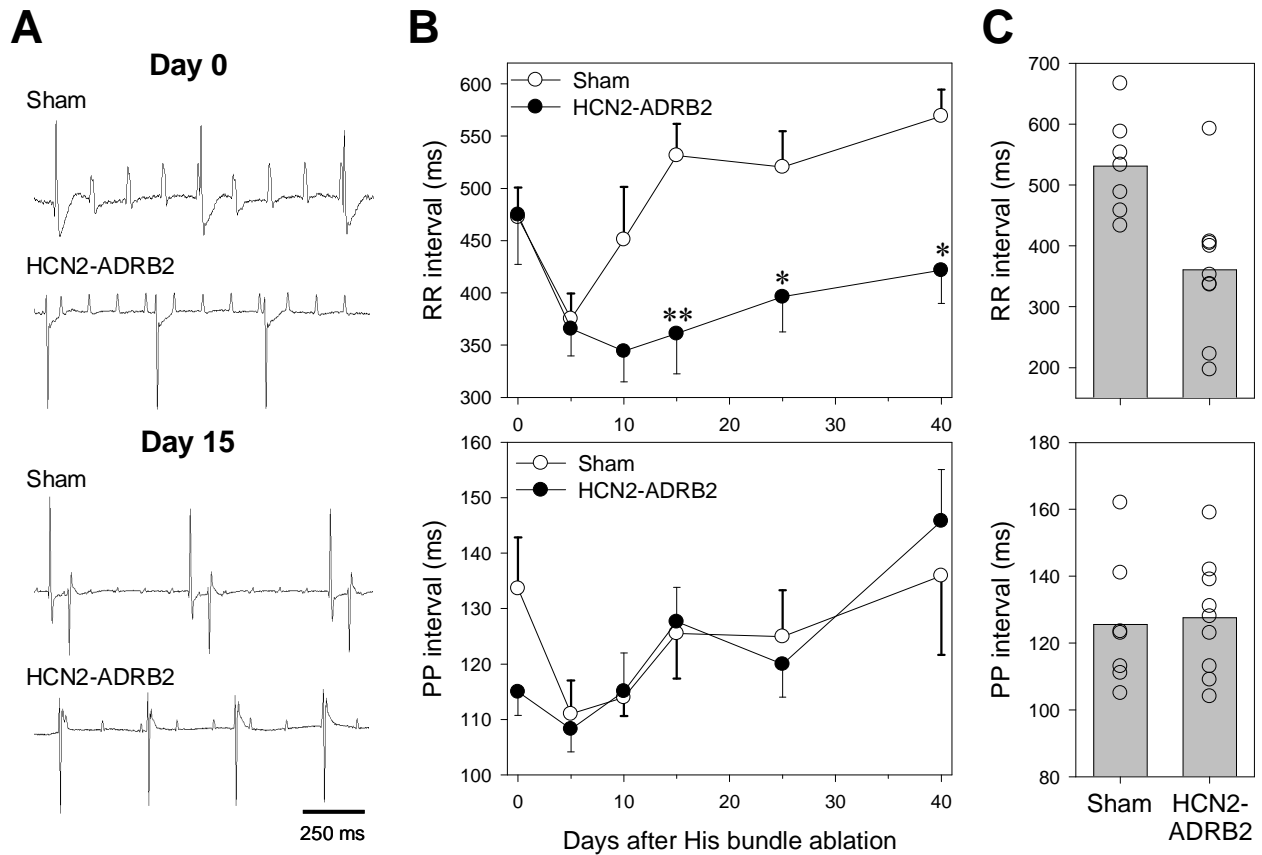 A
Day 0
Sham
HCN2-ADRB2
Day 15
Sham
HCN2-ADRB2
250 ms
B
600
550
500
450
400
350
300
RR interval (ms)
Sham
HCN2-ADRB2
**
*
*
0 10 20 30 40
160
150
140
130
120
110
100
PP interval (ms)
Sham
HCN2-ADRB2
0 10 20 30 40
Days after His bundle ablation
C
700
600
500
400
300
200
RR interval (ms)
180
160
140
120
100
80
PP interval (ms)
Sham HCN2-
ADRB2